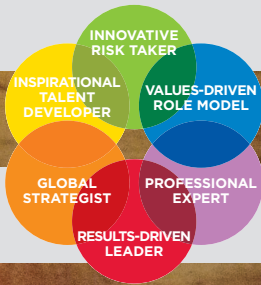 INNOVATIVE
RISK TAKER
INSPIRATIONAL
TALENT
DEVELOPER
VALUES-DRIVEN
ROLE MODEL
GLOBAL
STRATEGIST
PROFESSIONAL
EXPERT
RESULTS-DRIVEN
LEADER